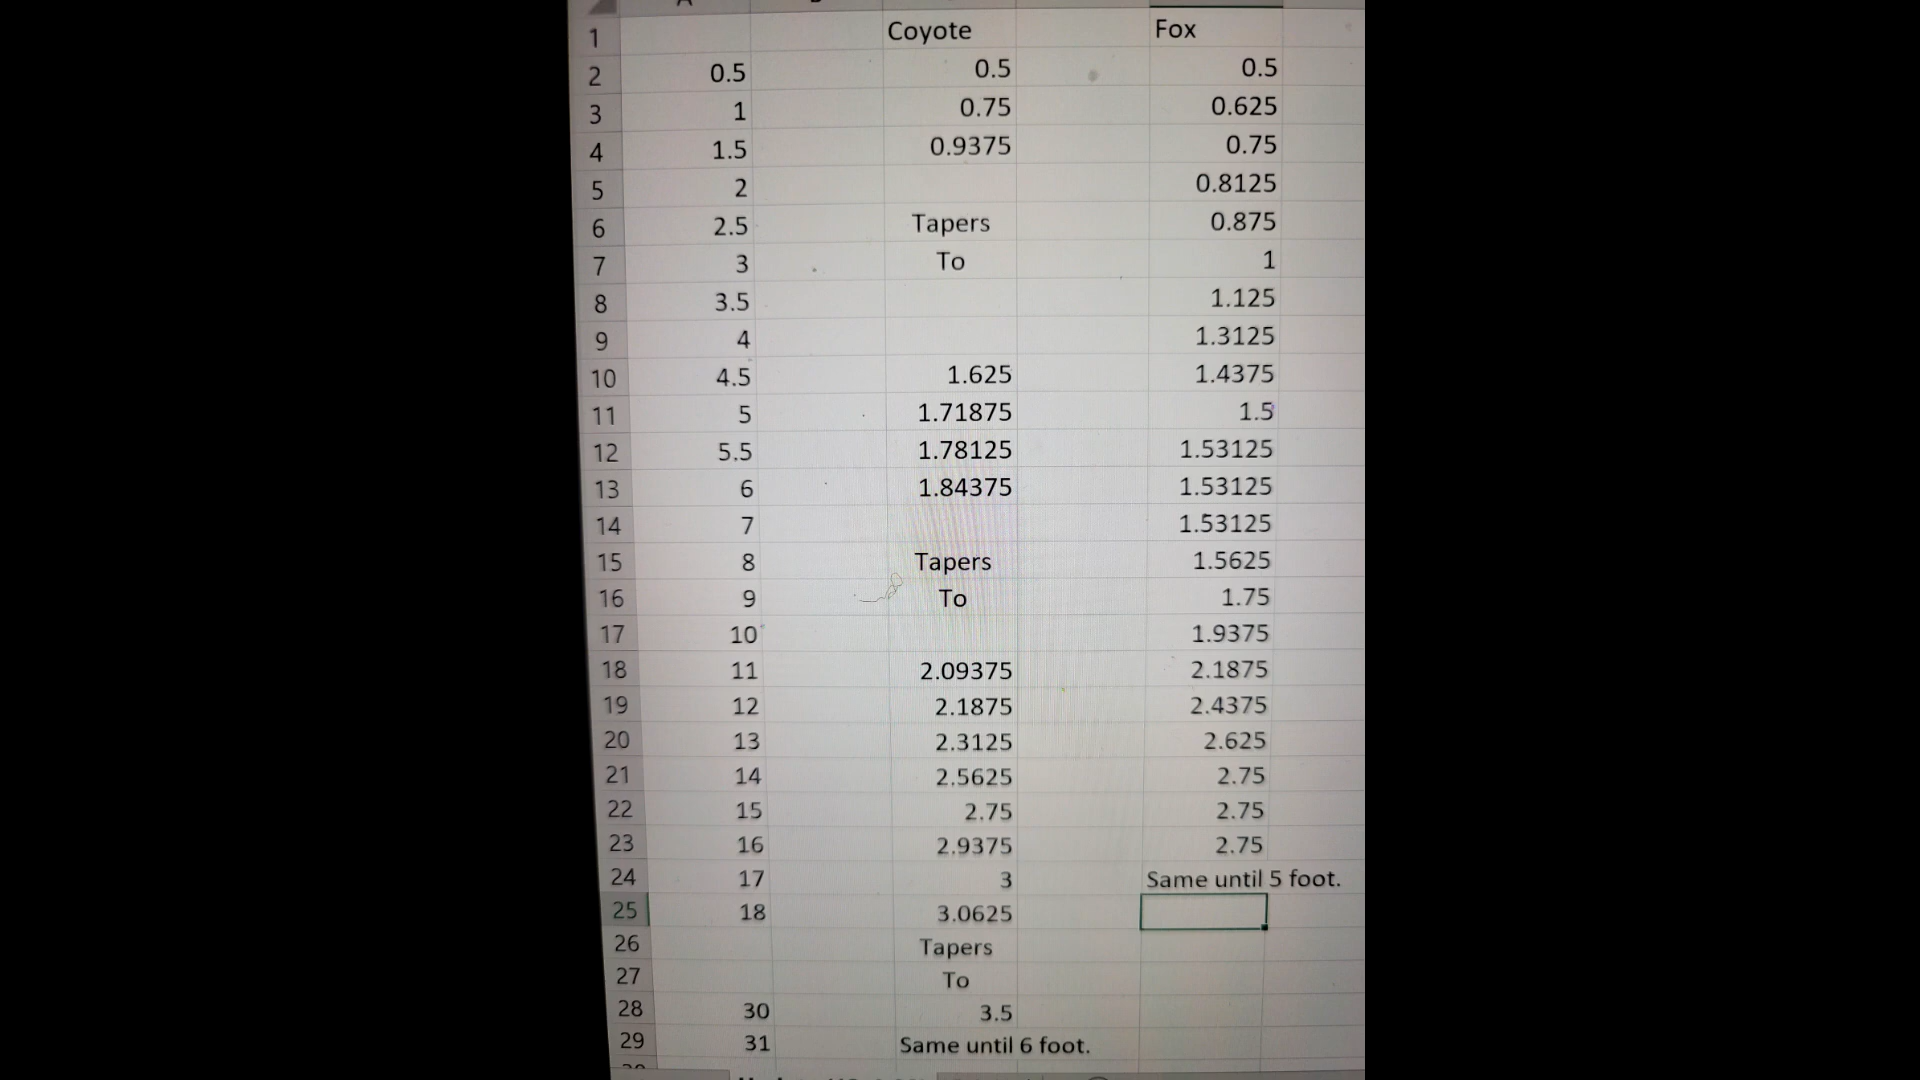 1 Coyote Fox
2 0.5 0.5 0.5
3 1 0.75 0.625
4 1.5 0.9375 0.75
5 2 0.8125
6 2.5 Tapers 0.875
7 3 To 1
8 3.5 1.125
9 4 1.3125
10 4.5 1.625 1.4375
11 5 1.71875 1.5
12 5.5 1.78125 1.53125
13 6 1.84375 1.53125
14 7 1.53125
15 8 Tapers 1.5625
16 9 To 1.75
17 10 1.9375
18 11 2.09375 2.1875
19 12 2.1875 2.4375
20 13 2.3125 2.625
21 14 2.5625 2.75
22 15 2.75 2.75
23 16 2.9375 2.75
24 17 3 Same until 5 foot.
25 18 3.0625
26 Tapers
27 To
28 30 3.5
29 31 Same until 6 foot.